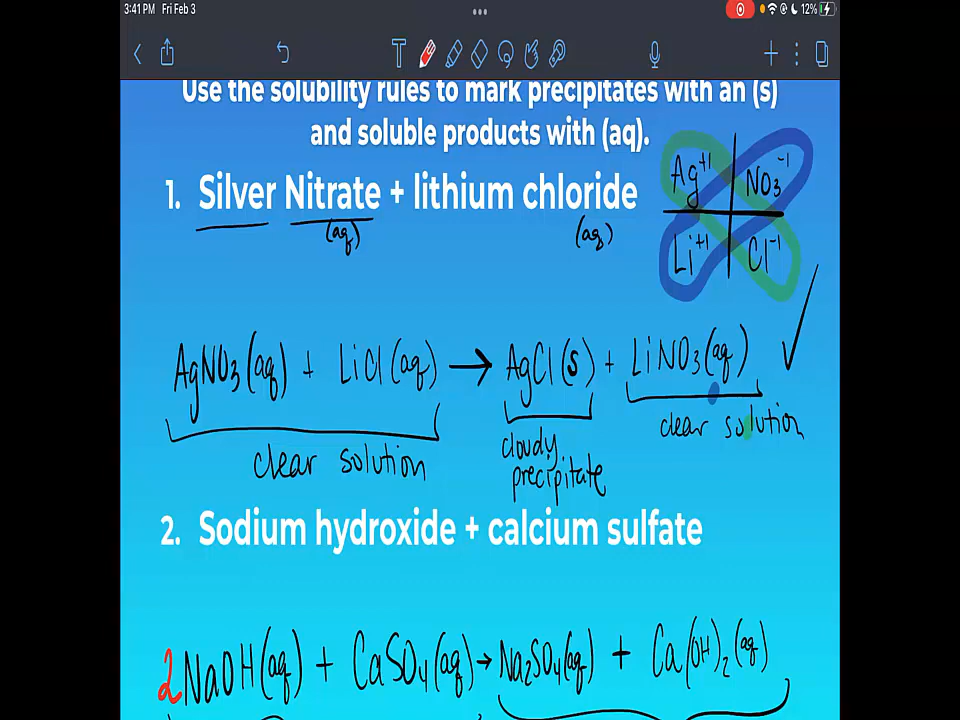 3:41 PM Fri Feb 3
12%
Use the solubility rules to mark precipitates with an (s)
and soluble products with (aq).
1. Silver Nitrate + lithium chloride
(aq) (aq)
Ag+1 NO3-1
Li+1 Cl-1
AgNO3(aq) + LiCl(aq) → AgCl(s) + LiNO3(aq)
clear solution
cloudy
precipitate
clear solution
2. Sodium hydroxide + calcium sulfate
2NaOH(aq) + CaSO4(aq) → Na2SO4(aq) + Ca(OH)2(aq)